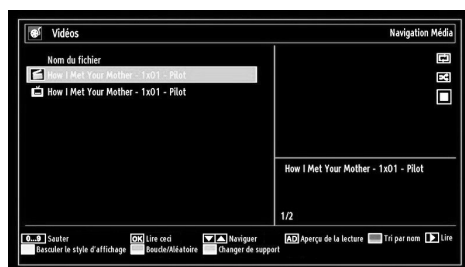 Vidéos
Navigation Média
Nom du fichier
How I Met Your Mother - 1x01 - Pilot
How I Met Your Mother - 1x01 - Pilot
How I Met Your Mother - 1x01 - Pilot
1/2
0...9 Sauter OK Lire ceci Naviguer AD Aperçu de la lecture Tri par nom Lire
Basculer le style d'affichage Boucle/Aléatoire Changer de support